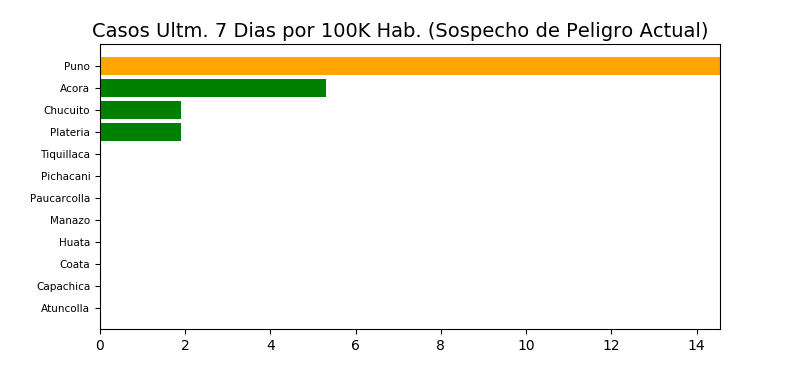 Casos Ultm. 7 Dias por 100K Hab. (Sospecho de Peligro Actual)
Puno
Acora
Chucuito
Plateria
Tiquillaca
Pichacani
Paucarcolla
Manazo
Huata
Coata
Capachica
Atuncolla
0 2 4 6 8 10 12 14